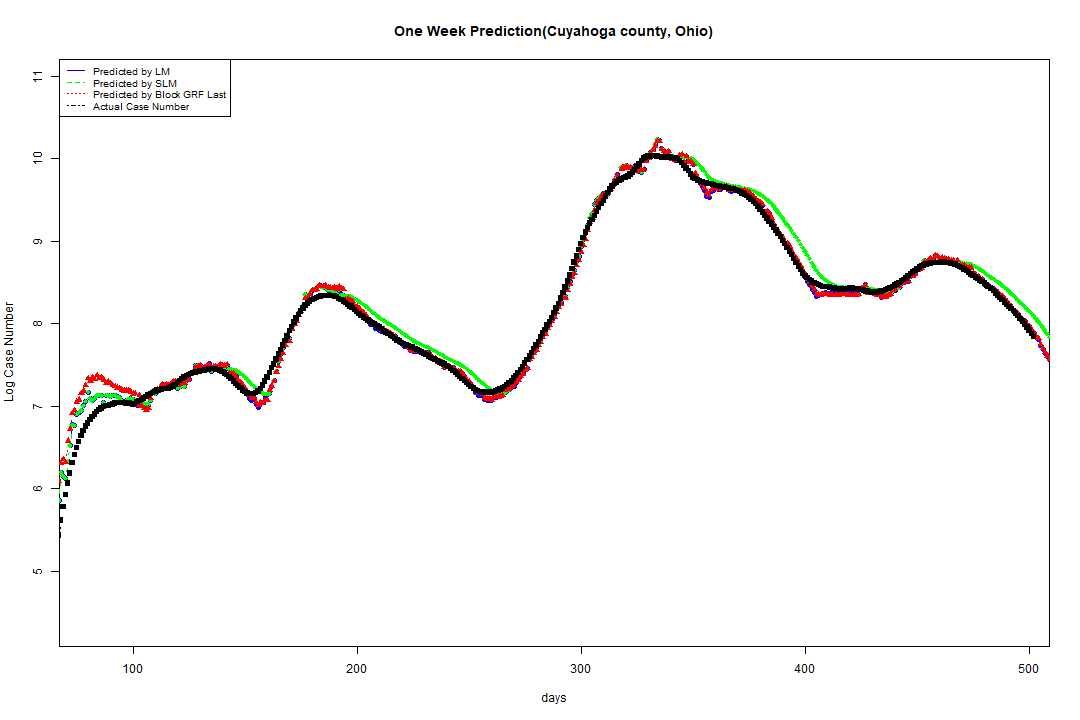 One Week Prediction(Cuyahoga county, Ohio)
Predicted by LM
Predicted by SLM
Predicted by Block GRF Last
Actual Case Number
11
10
9
8
7
6
5
Log Case Number
100 200 300 400 500
days